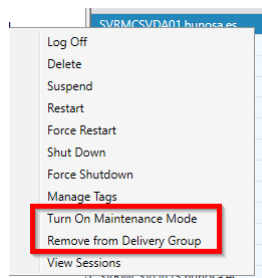 SVRMCSVDA01.hunosa.es
Log Off
Delete
Suspend
Restart
Force Restart
Shut Down
Force Shutdown
Manage Tags
Turn On Maintenance Mode
Remove from Delivery Group
View Sessions